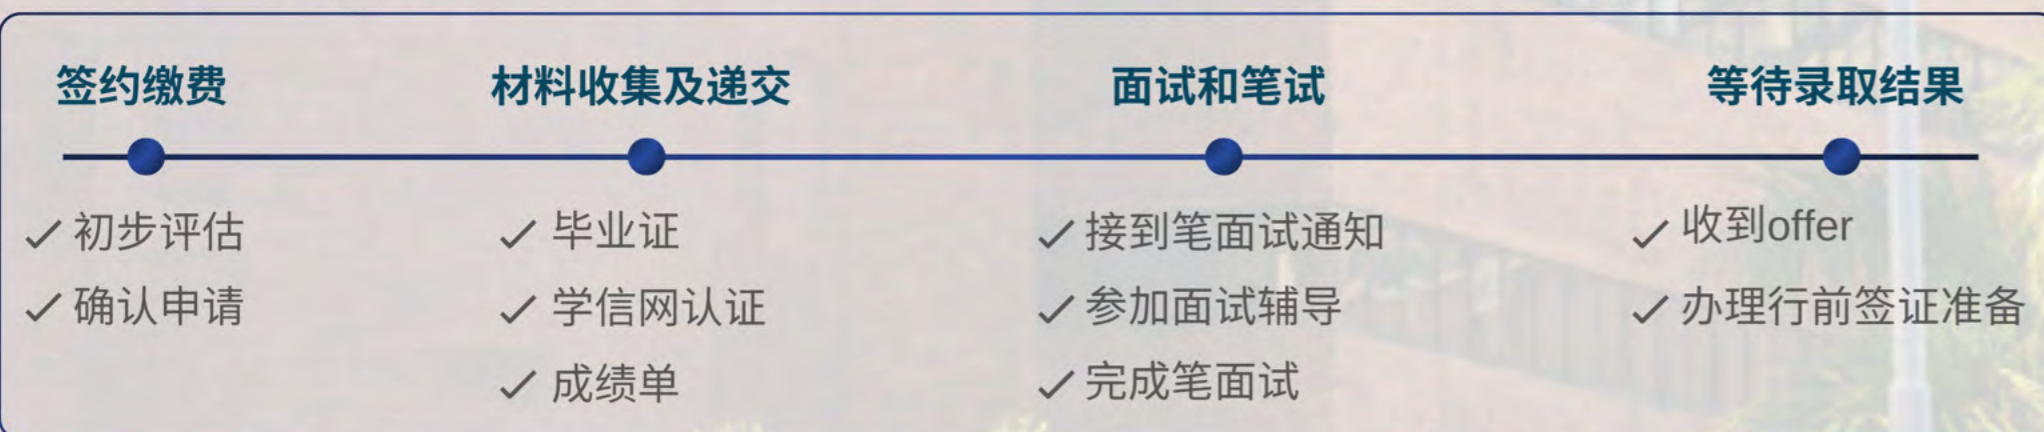 签约缴费
初步评估
确认申请
材料收集及递交
毕业证
学信网认证
成绩单
面试和笔试
接到笔面试通知
参加面试辅导
完成笔面试
等待录取结果
收到offer
办理行前签证准备